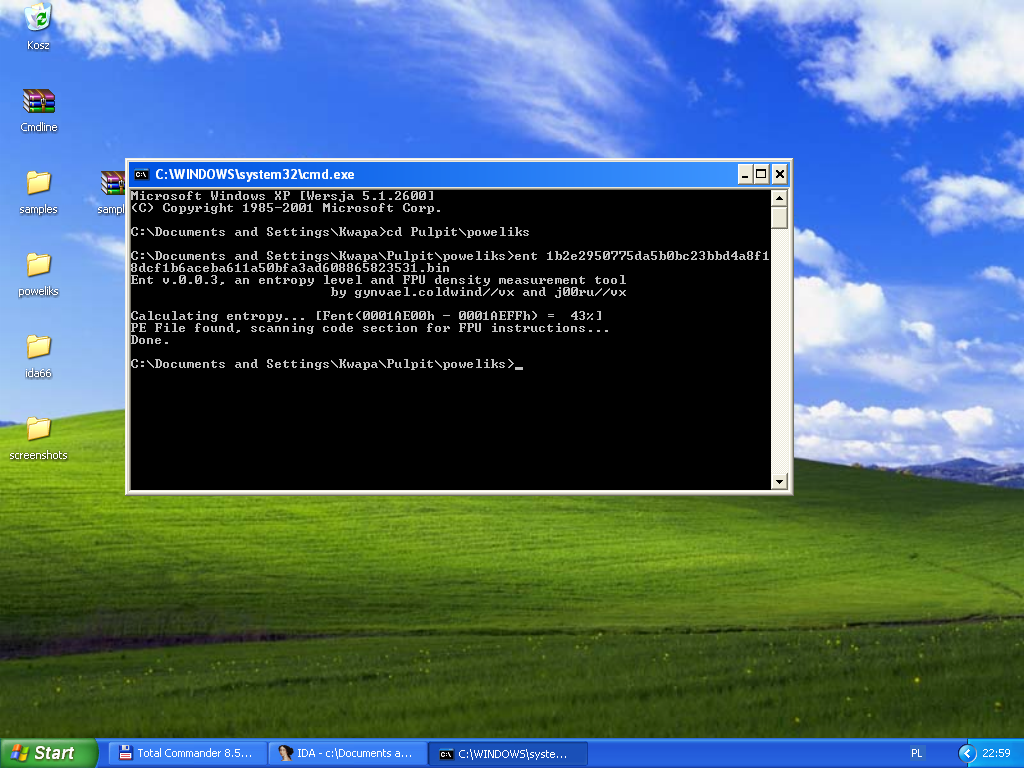 Kosz
Cmdline
samples
sampl
poweliks
ida66
screenshots
C:\WINDOWS\system32\cmd.exe
Microsoft Windows XP [Wersja 5.1.2600]
(C) Copyright 1985-2001 Microsoft Corp.
C:\Documents and Settings\Kwapa>cd Pulpit\poweliks
C:\Documents and Settings\Kwapa\Pulpit\poweliks>ent 1b2e2950775da5b0bc23bbd4a8f1
8dcf1b6aceba611a50bfa3ad608865823531.bin
Ent v.0.0.3, an entropy level and FPU density measurement tool
by gynvael.coldwind//vx and j00ru//vx
Calculating entropy... [Fent(0001AE00h - 0001AEFFh) =  43%]
PE File found, scanning code section for FPU instructions...
Done.
C:\Documents and Settings\Kwapa\Pulpit\poweliks>_
Start
Total Commander 8.5...
IDA - c:\Documents a...
C:\WINDOWS\syste...
PL
22:59